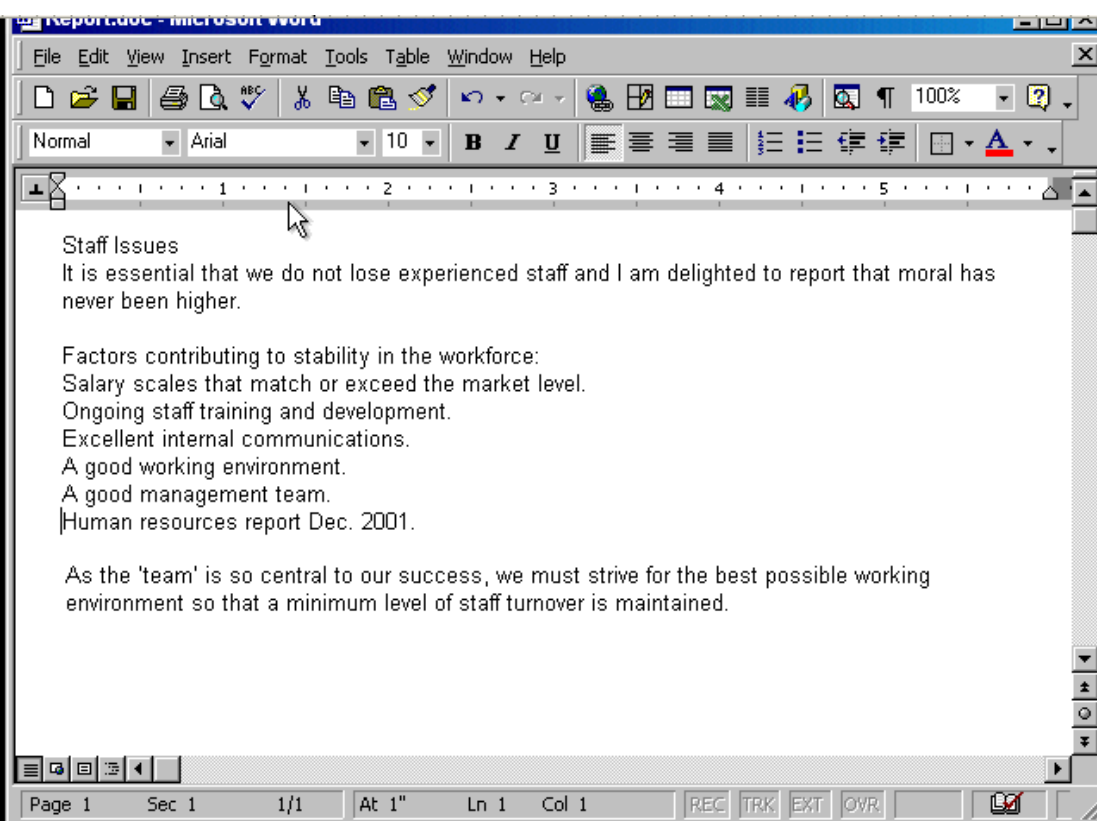 Report.doc - Microsoft Word
File Edit View Insert Format Tools Table Window Help
ABC 100%
Normal Arial 10 B I U A
1 2 3 4 5
Staff Issues
It is essential that we do not lose experienced staff and I am delighted to report that moral has
never been higher.
Factors contributing to stability in the workforce:
Salary scales that match or exceed the market level.
Ongoing staff training and development.
Excellent internal communications.
A good working environment.
A good management team.
Human resources report Dec. 2001.
As the 'team' is so central to our success, we must strive for the best possible working
environment so that a minimum level of staff turnover is maintained.
Page 1 Sec 1 1/1 At 1" Ln 1 Col 1 REC TRK EXT OVR